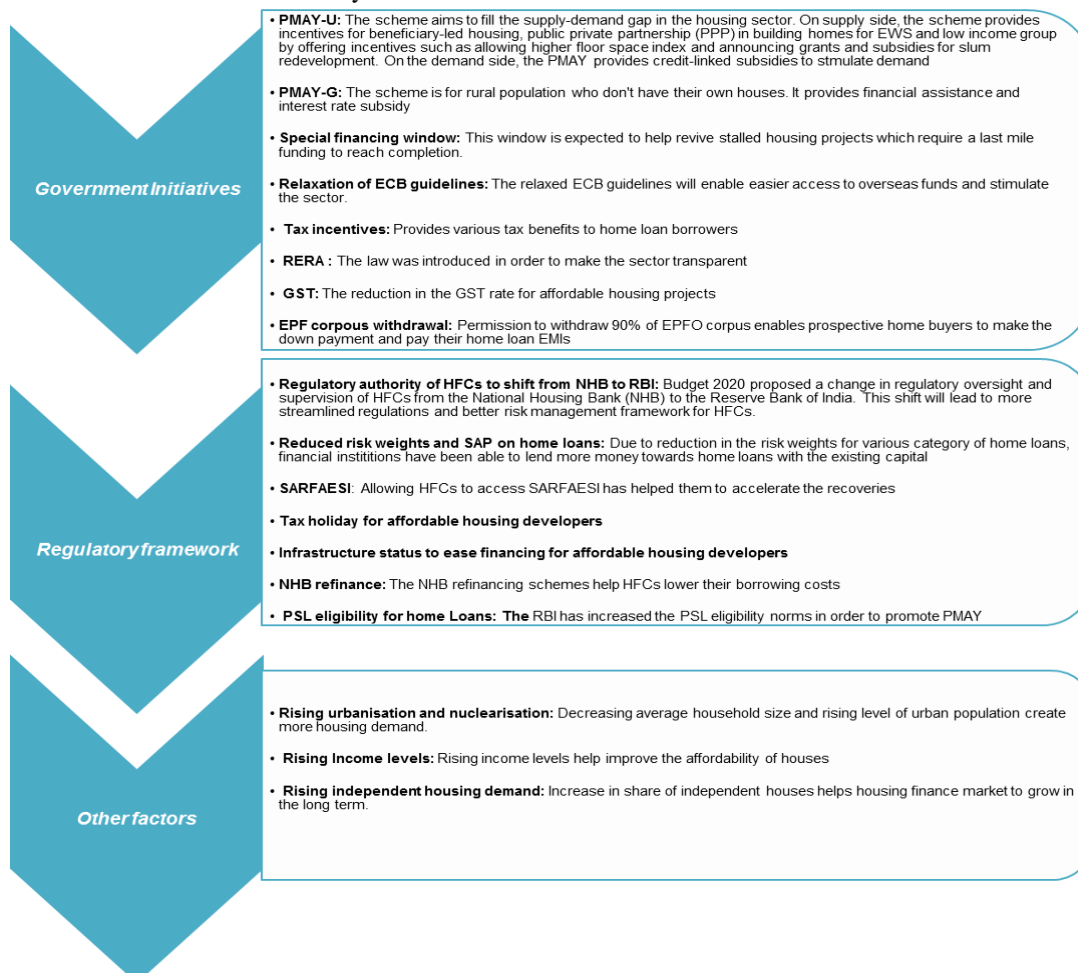 • PMAY-U: The scheme aims to fill the supply-demand gap in the housing sector. On supply side, the scheme provides
incentives for beneficiary-led housing, public private partnership (PPP) in building homes for EWS and low income group
by offering incentives such as allowing higher floor space index and announcing grants and subsidies for slum
redevelopment. On the demand side, the PMAY provides credit-linked subsidies to stmulate demand
• PMAY-G: The scheme is for rural population who don't have their own houses. It provides financial assistance and
interest rate subsidy
• Special financing window: This window is expected to help revive stalled housing projects which require a last mile
funding to reach completion.
Government Initiatives
• Relaxation of ECB guidelines: The relaxed ECB guidelines will enable easier access to overseas funds and stimulate
the sector.
• Tax incentives: Provides various tax benefits to home loan borrowers
• RERA : The law was introduced in order to make the sector transparent
• GST: The reduction in the GST rate for affordable housing projects
• EPF corpous withdrawal: Permission to withdraw 90% of EPFO corpus enables prospective home buyers to make the
down payment and pay their home loan EMIs
• Regulatory authority of HFCs to shift from NHB to RBI: Budget 2020 proposed a change in regulatory oversight and
supervision of HFCs from the National Housing Bank (NHB) to the Reserve Bank of India. This shift will lead to more
streamlined regulations and better risk management framework for HFCs.
• Reduced risk weights and SAP on home loans: Due to reduction in the risk weights for various category of home loans,
financial instititions have been able to lend more money towards home loans with the existing capital
• SARFAESI: Allowing HFCs to access SARFAESI has helped them to accelerate the recoveries
• Tax holiday for affordable housing developers
Regulatory framework
• Infrastructure status to ease financing for affordable housing developers
• NHB refinance: The NHB refinancing schemes help HFCs lower their borrowing costs
• PSL eligibility for home Loans: The RBI has increased the PSL eligibility norms in order to promote PMAY
• Rising urbanisation and nuclearisation: Decreasing average household size and rising level of urban population create
more housing demand.
• Rising Income levels: Rising income levels help improve the affordability of houses
• Rising independent housing demand: Increase in share of independent houses helps housing finance market to grow in
the long term.
Other factors